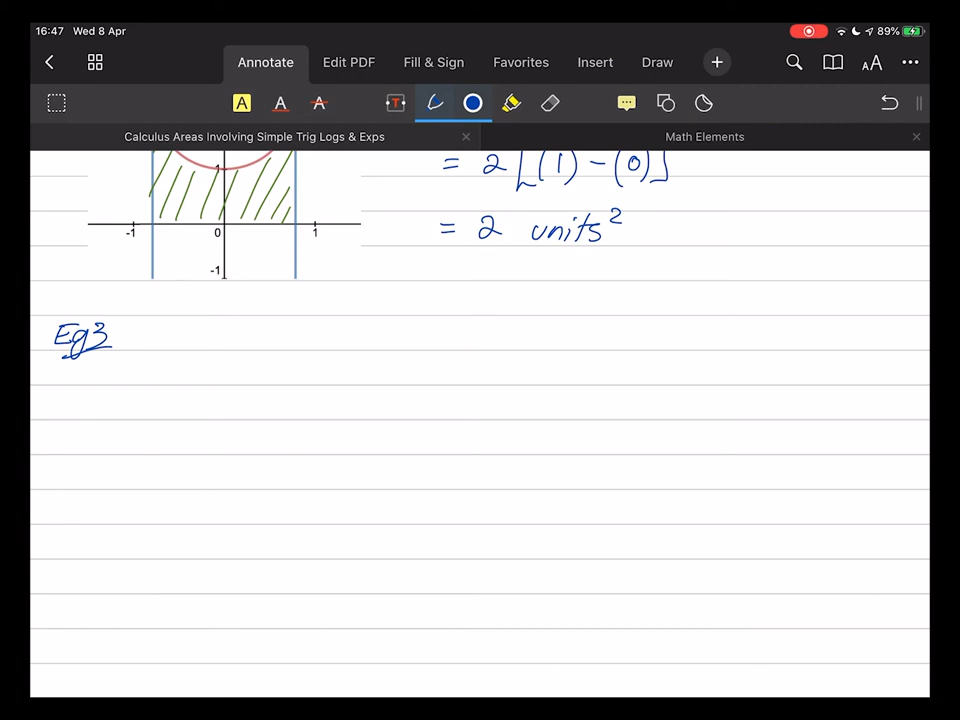 16:47 Wed 8 Apr 89%
Annotate Edit PDF Fill & Sign Favorites Insert Draw
A A T T AA
Calculus Areas Involving Simple Trig Logs & Exps Math Elements
1
= 2 [(1) - (0)]
-1 0 1
= 2 units²
-1
Eg3